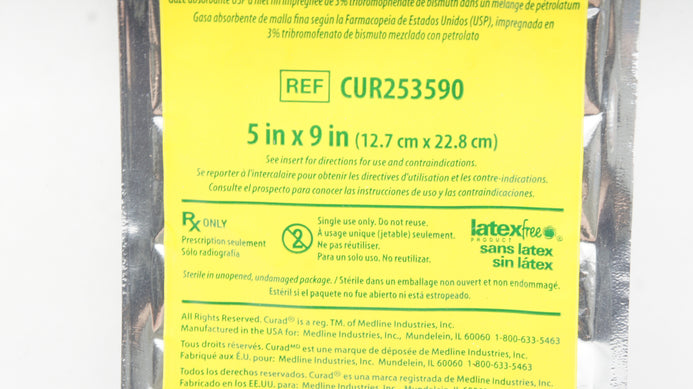 Gaze absorbante USP à filet fin imprégnée de 3% tribromophénate de bismuth dans un mélange de pétrolatum
Gasa absorbente de malla fina según la Farmacopeia de Estados Unidos (USP), impregnada en
3% tribromofenato de bismuto mezclado con petrolato
REF CUR253590
5 in x 9 in (12.7 cm x 22.8 cm)
See insert for directions for use and contraindications.
Se reporter à l'intercalaire pour obtenir les directives d'utilisation et les contre-indications.
Consulte el prospecto para conocer las instrucciones de uso y las contraindicaciones.
Rx ONLY
Prescription seulement
Sólo radiografía
2
Single use only. Do not reuse.
À usage unique (jetable) seulement.
Ne pas réutiliser.
Para un solo uso. No reutilizar.
latexfree®
PRODUCT
sans latex
sin látex
Sterile in unopened, undamaged package. / Stérile dans un emballage non ouvert et non endommagé.
Estéril si el paquete no fue abierto ni está estropeado.
All Rights Reserved. Curad® is a reg. TM. of Medline Industries, Inc.
Manufactured in the USA for: Medline Industries, Inc., Mundelein, IL 60060 1-800-633-5463
Tous droits réservés. Curad MD est une marque de déposée de Medline Industries, Inc.
Fabriqué aux É.U. pour: Medline Industries, Inc., Mundelein, IL 60060 1-800-633-5463
Todos los derechos reservados. Curad® es una marca registrada de Medline Industries, Inc.
Fabricado en los EE.UU. para: Medline Industries, Inc., Mundelein, IL 60060 1-800-633-5463